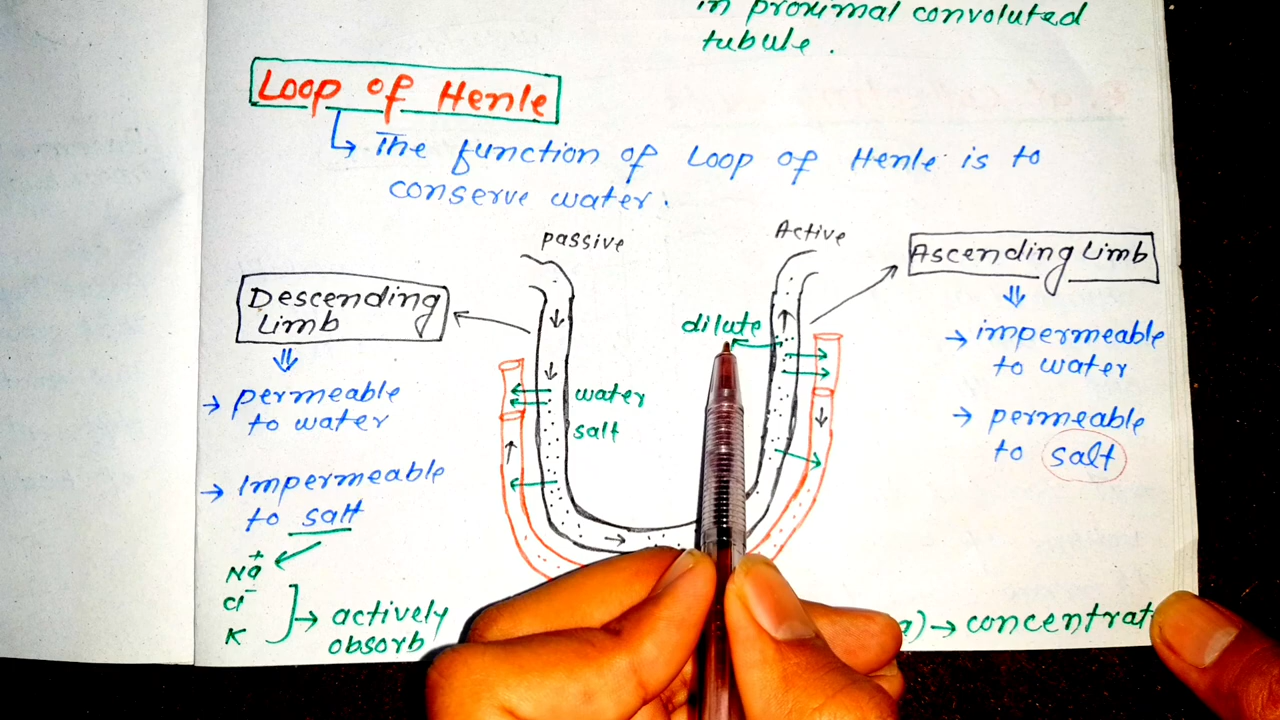 in proximal convoluted
tubule.
Loop of Henle
The function of Loop of Henle is to
conserve water.
passive
Active
Descending
Limb
Ascending Limb
permeable
to water
Impermeable
to salt
Na+
Cl-
K
actively
absorb
water
salt
dilute
impermeable
to water
permeable
to salt
concentrat